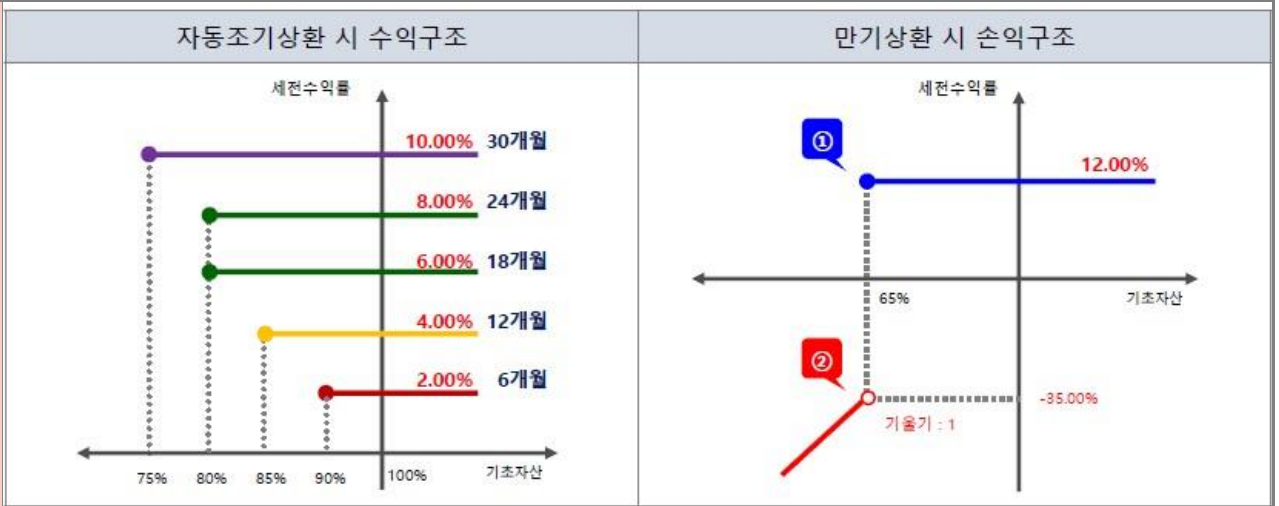 자동조기상환 시 수익구조
세전수익률
10.00% 30개월
8.00% 24개월
6.00% 18개월
4.00% 12개월
2.00% 6개월
75% 80% 85% 90% 100% 기초자산
만기상환 시 손익구조
세전수익률
①
12.00%
65% 기초자산
②
-35.00%
기울기 : 1